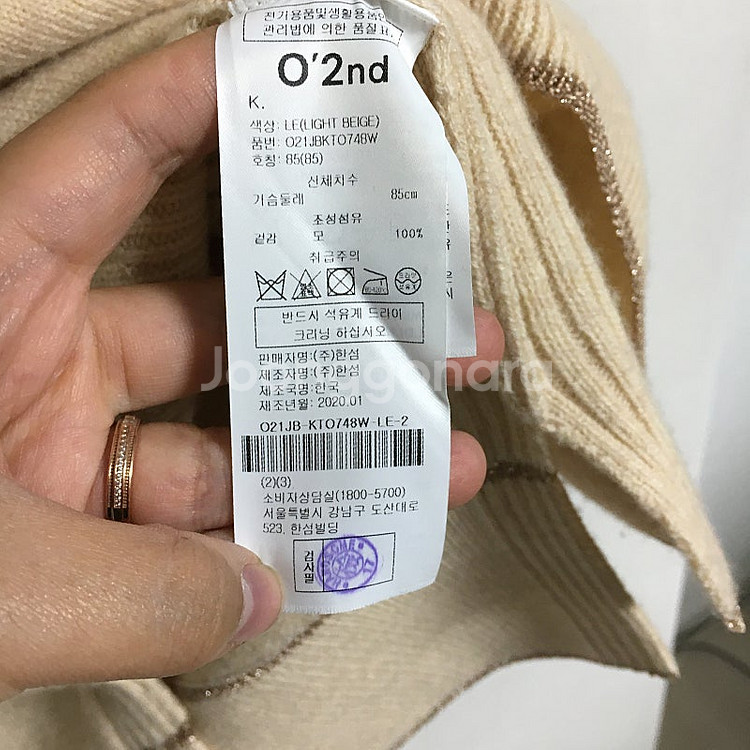 전기용품및생활용품안
관리법에 의한 품질표
O'2nd
K.
색상: LE(LIGHT BEIGE)
품번: O21JBKTO748W
호칭: 85(85)
신체치수
가슴둘레 85cm
조성섬유
겉감 모 100%
취급주의
반드시 석유계 드라이
크리닝 하십시오
판매자명:(주)한섬
제조자명:(주)한섬
제조국명:한국
제조년월: 2020.01
O21JB-KTO748W-LE-2
(2)(3)
소비자상담실(1800-5700)
서울특별시 강남구 도산대로
523, 한섬빌딩
검사필
Joonggonara